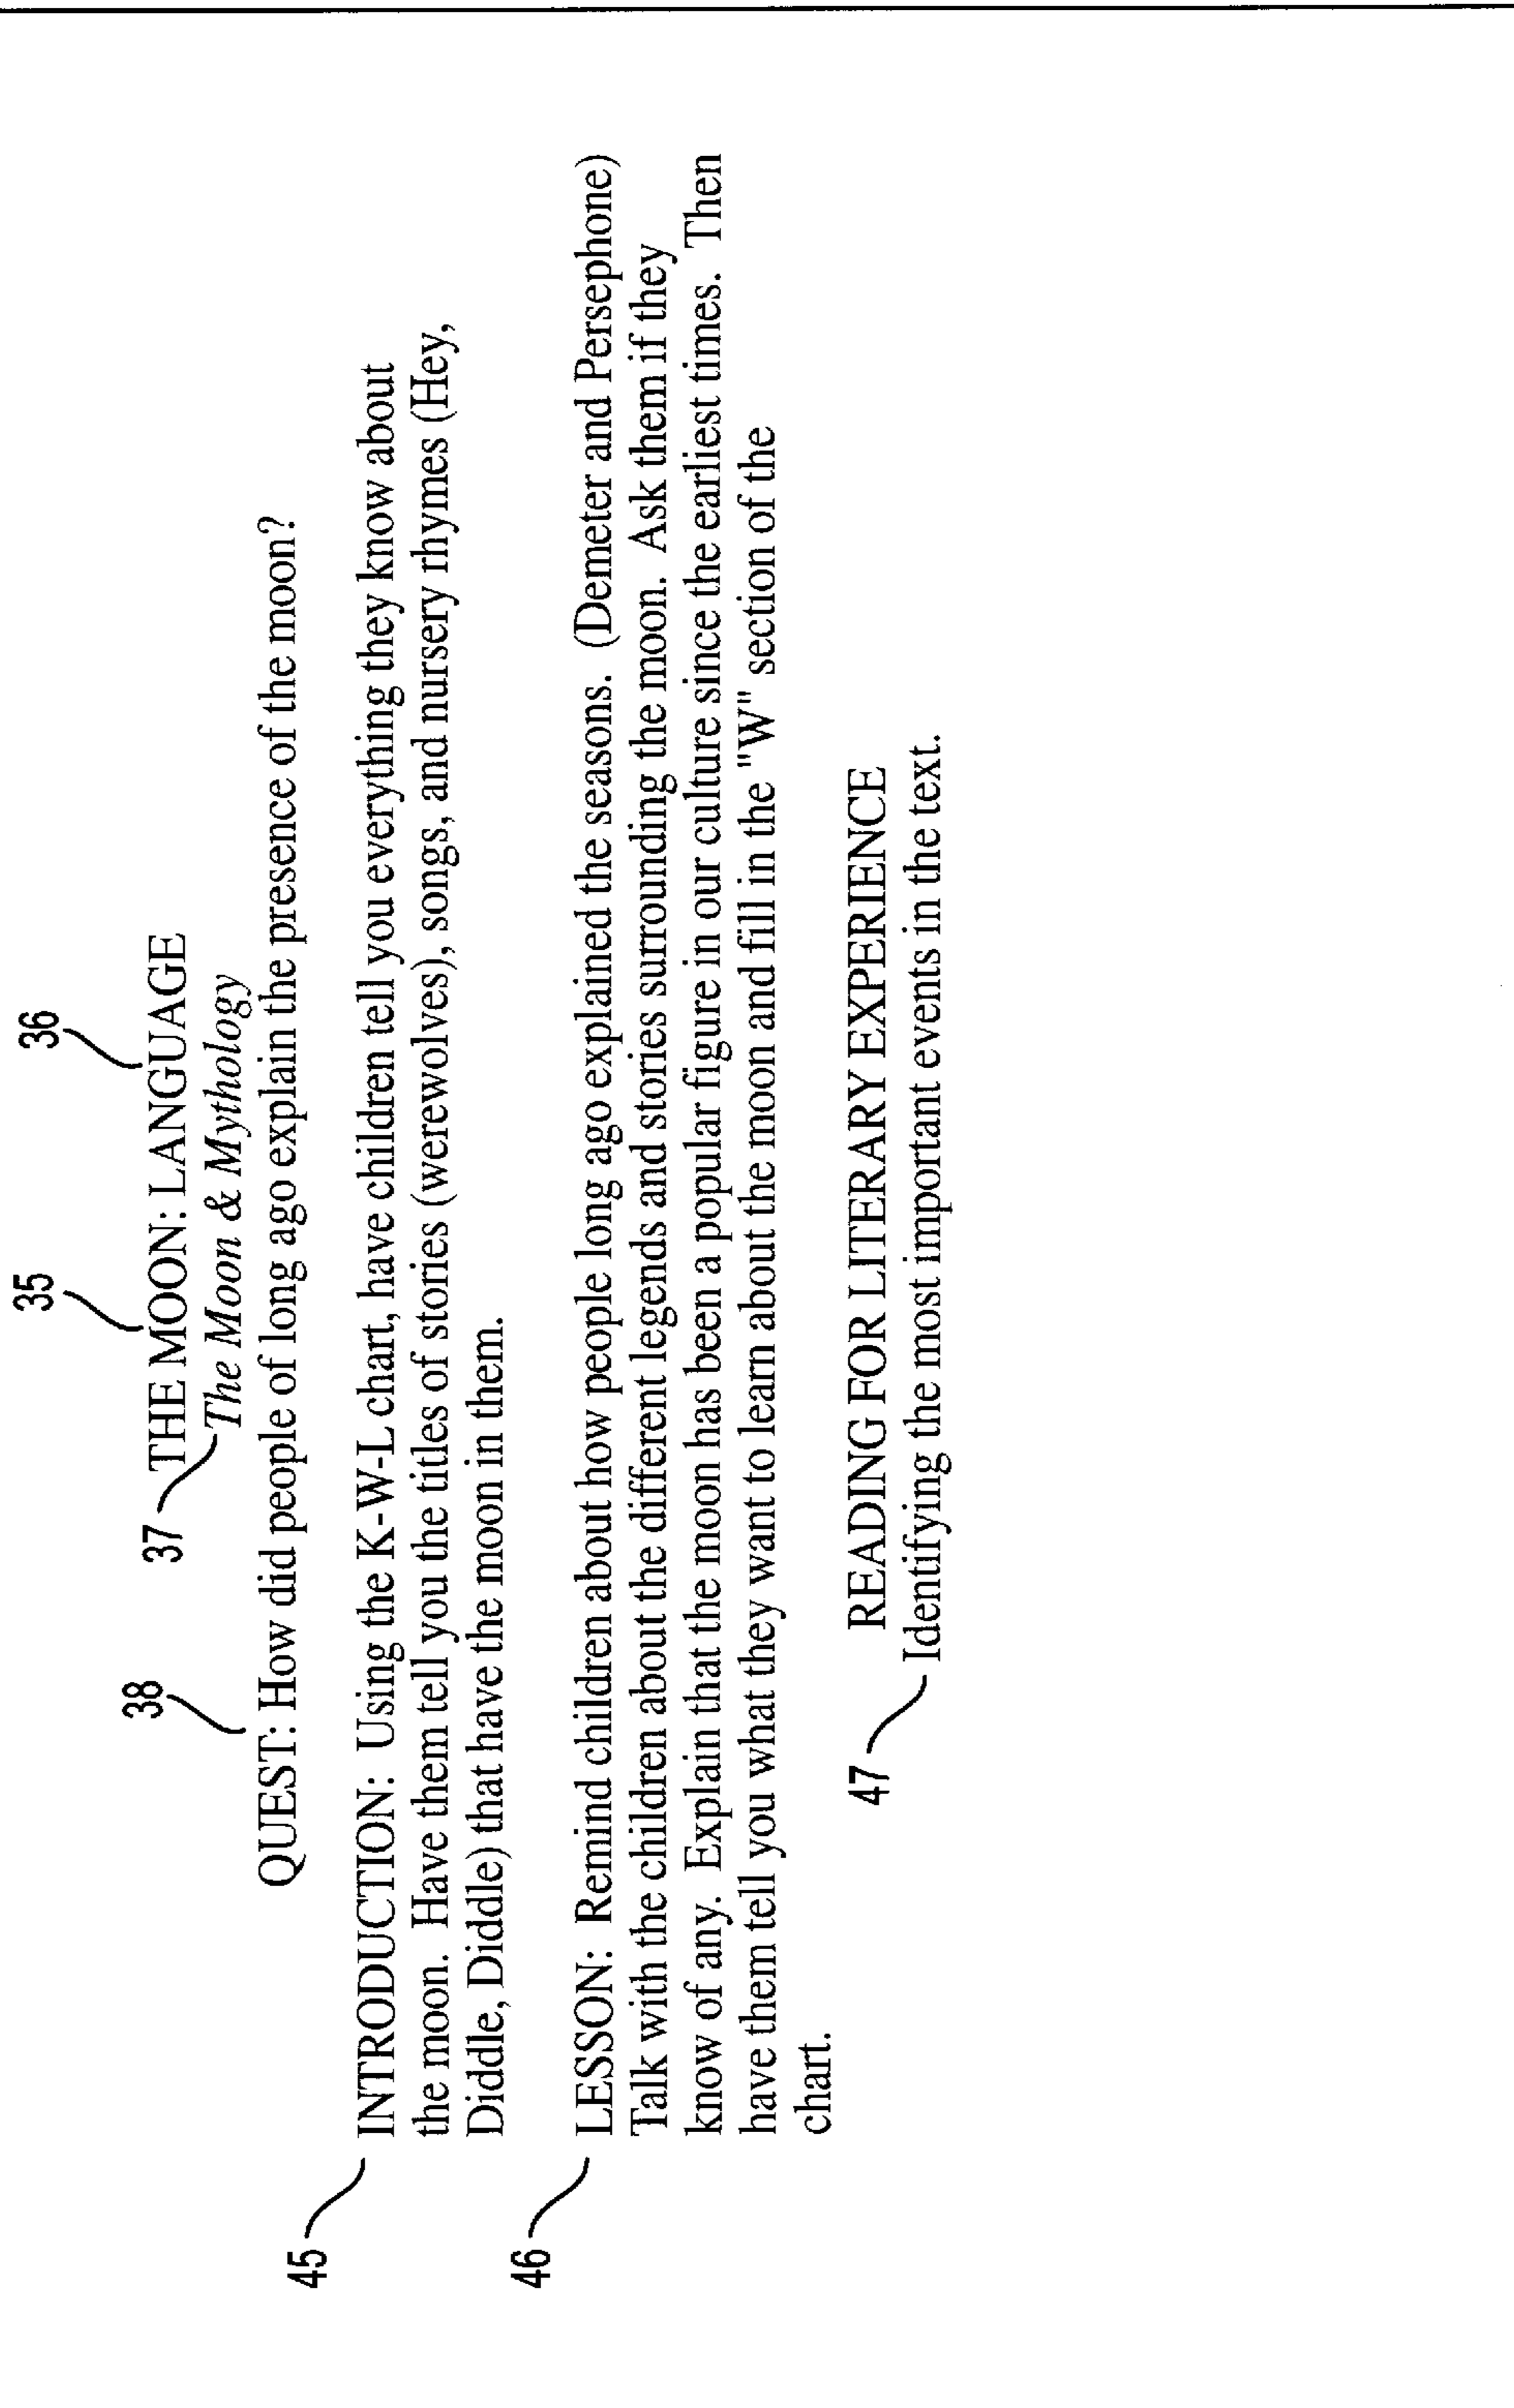 35
36
37
THE MOON: LANGUAGE
The Moon & Mythology
38
QUEST: How did people of long ago explain the presence of the moon?
45
INTRODUCTION: Using the K-W-L chart, have children tell you everything they know about
the moon. Have them tell you the titles of stories (werewolves), songs, and nursery rhymes (Hey,
Diddle, Diddle) that have the moon in them.
46
LESSON: Remind children about how people long ago explained the seasons. (Demeter and Persephone)
Talk with the children about the different legends and stories surrounding the moon. Ask them if they
know of any. Explain that the moon has been a popular figure in our culture since the earliest times. Then
have them tell you what they want to learn about the moon and fill in the "W" section of the
chart.
READING FOR LITERARY EXPERIENCE
47
Identifying the most important events in the text.